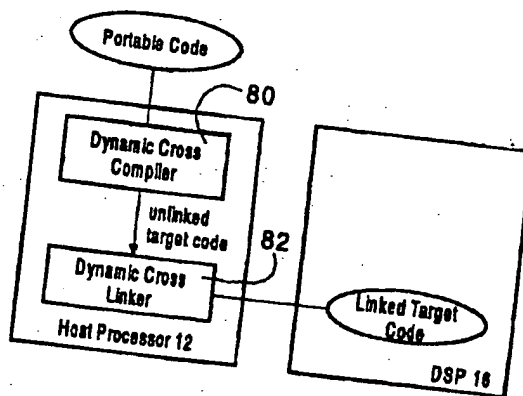 Portable Code
80
Dynamic Cross
Compiler
unlinked
target code
82
Dynamic Cross
Linker
Linked Target
Code
Host Processor 12
DSP 16